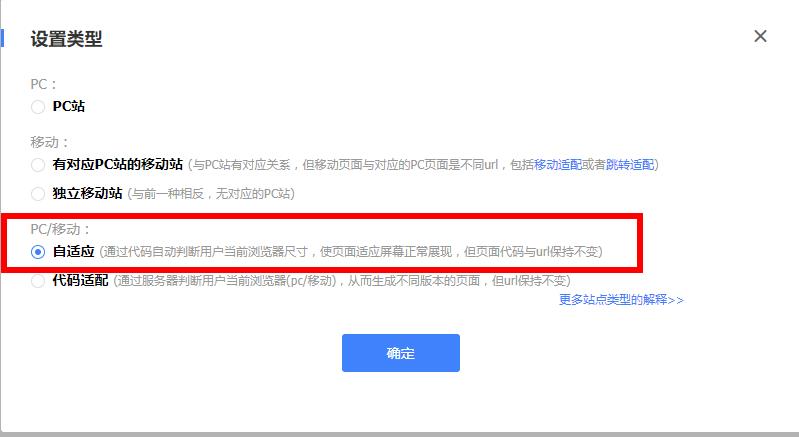 设置类型
PC：
PC站
移动：
有对应PC站的移动站 (与PC站有对应关系，但移动页面与对应的PC页面是不同url，包括移动适配或者跳转适配)
独立移动站 (与前一种相反，无对应的PC站)
PC/移动：
自适应 (通过代码自动判断用户当前浏览器尺寸，使页面适应屏幕正常展现，但页面代码与url保持不变)
代码适配 (通过服务器判断用户当前浏览器(pc/移动)，从而生成不同版本的页面，但url保持不变)
更多站点类型的解释>>
确定